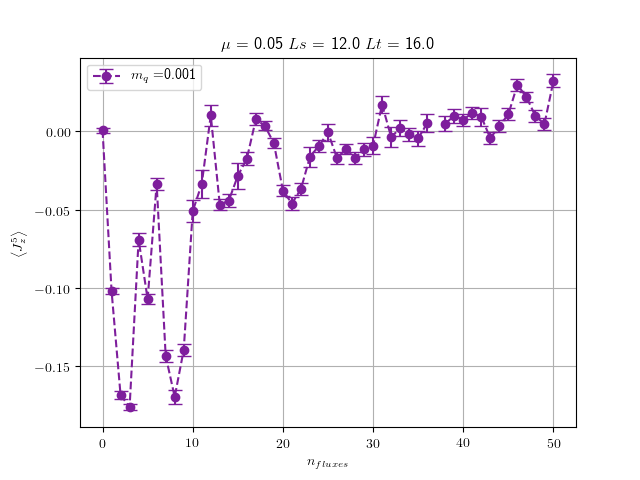 μ = 0.05 Ls = 12.0 Lt = 16.0
m_q =0.001
0.00
−0.05
−0.10
−0.15
⟨J_z^5⟩
0 10 20 30 40 50
n_fluxes